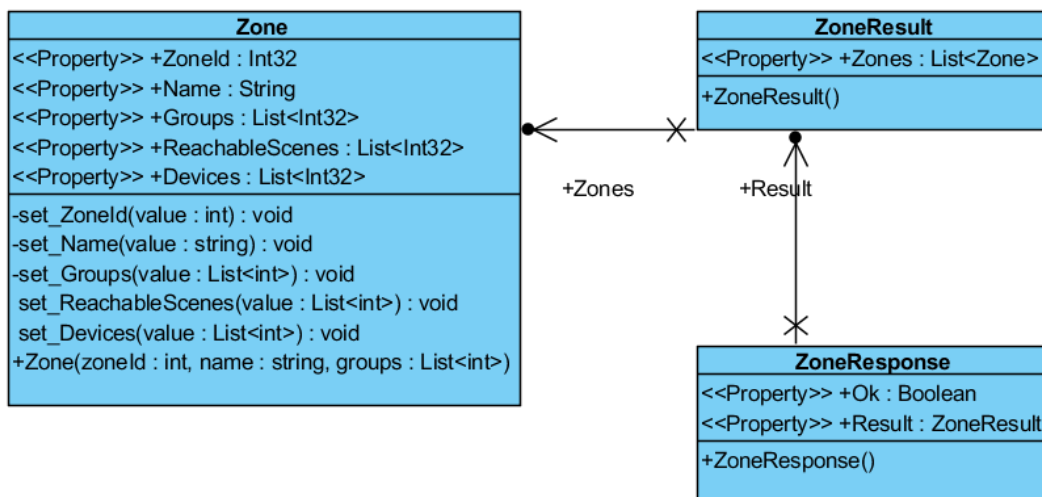 Zone
<<Property>> +ZoneId : Int32
<<Property>> +Name : String
<<Property>> +Groups : List<Int32>
<<Property>> +ReachableScenes : List<Int32>
<<Property>> +Devices : List<Int32>
-set_ZoneId(value : int) : void
-set_Name(value : string) : void
-set_Groups(value : List<int>) : void
set_ReachableScenes(value : List<int>) : void
set_Devices(value : List<int>) : void
+Zone(zoneId : int, name : string, groups : List<int>)
+Zones
ZoneResult
<<Property>> +Zones : List<Zone>
+ZoneResult()
+Result
ZoneResponse
<<Property>> +Ok : Boolean
<<Property>> +Result : ZoneResult
+ZoneResponse()